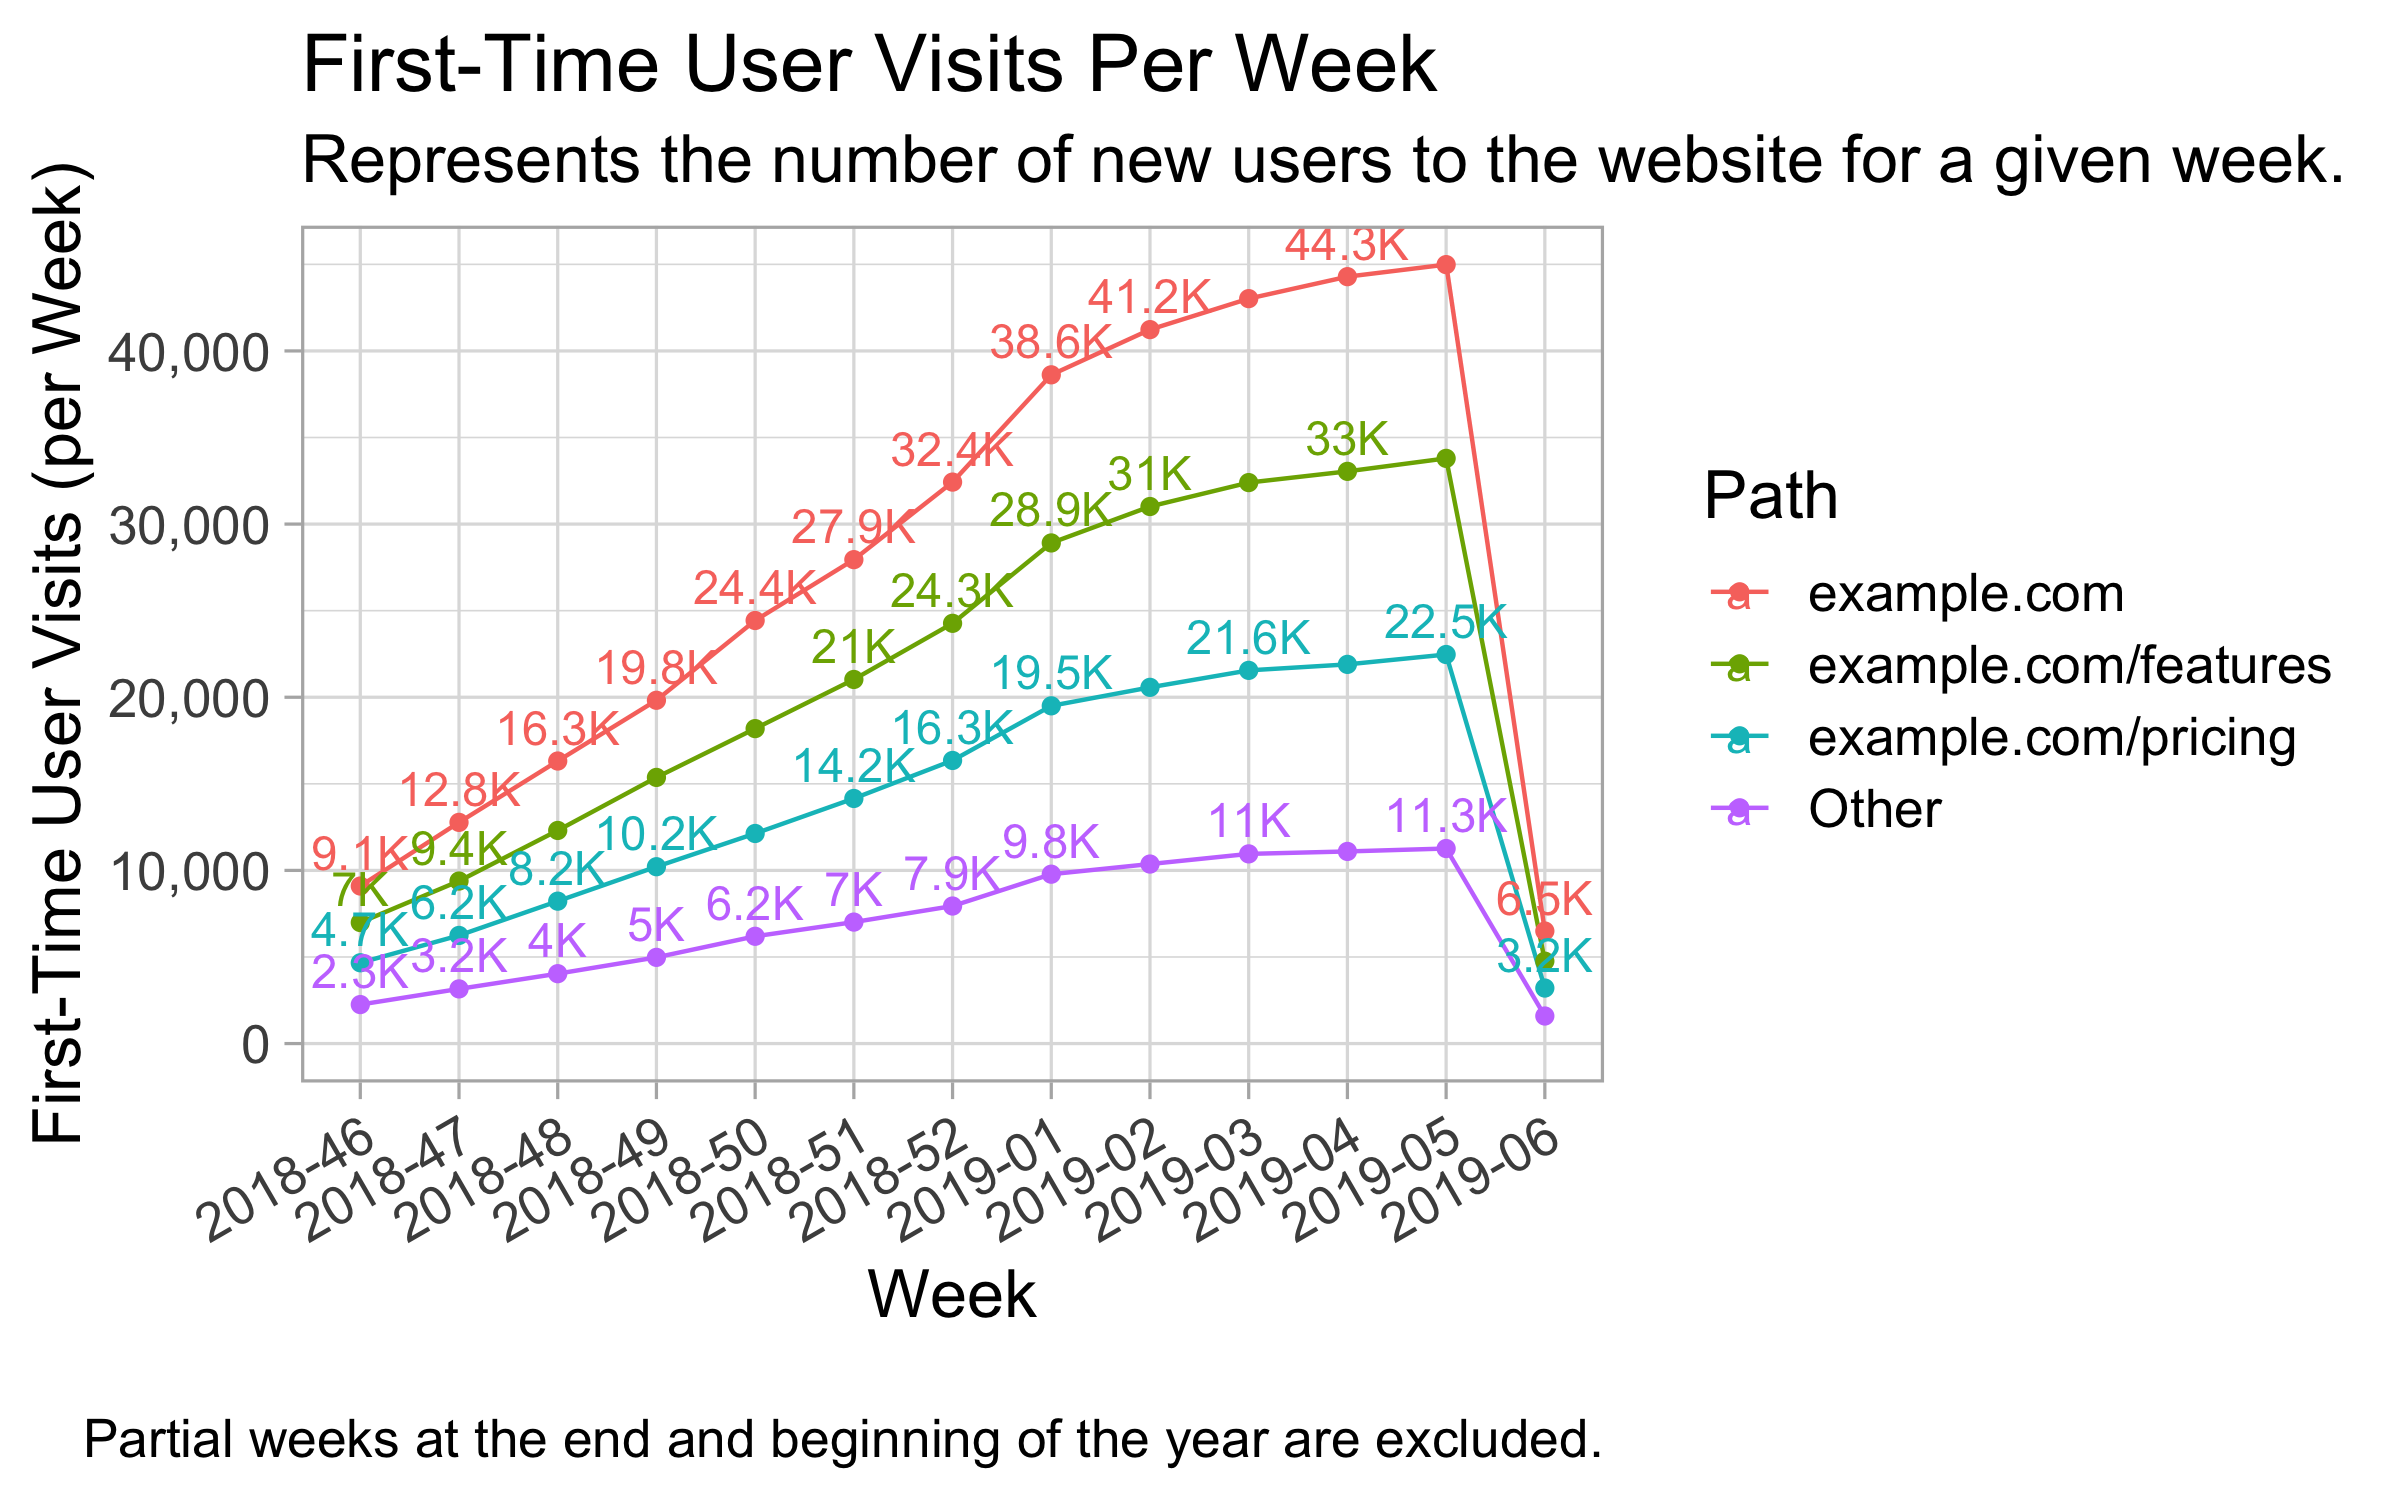 First-Time User Visits Per Week
Represents the number of new users to the website for a given week.
First-Time User Visits (per Week)
40,000
30,000
20,000
10,000
0
9.1K
12.8K
16.3K
19.8K
24.4K
27.9K
32.4K
38.6K
41.2K
44.3K
6.5K
7K
9.4K
21K
24.3K
28.9K
31K
33K
4.7K
6.2K
8.2K
10.2K
14.2K
16.3K
19.5K
21.6K
22.5K
3.2K
2.3K
3.2K
4K
5K
6.2K
7K
7.9K
9.8K
11K
11.3K
2018-46
2018-47
2018-48
2018-49
2018-50
2018-51
2018-52
2019-01
2019-02
2019-03
2019-04
2019-05
2019-06
Week
Path
a example.com
a example.com/features
a example.com/pricing
a Other
Partial weeks at the end and beginning of the year are excluded.